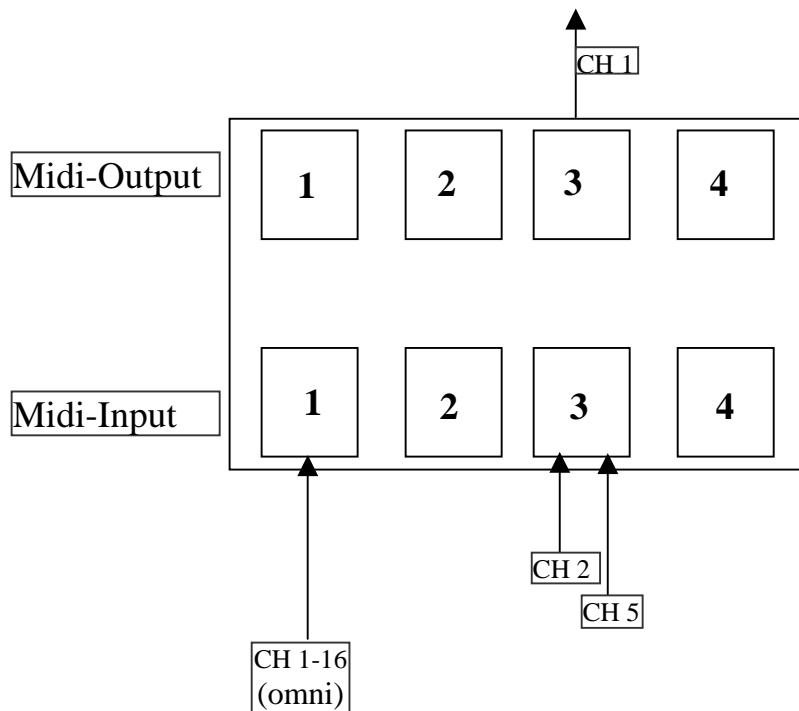 CH 1
Midi-Output
1 2 3 4
Midi-Input
1 2 3 4
CH 2
CH 5
CH 1-16
(omni)